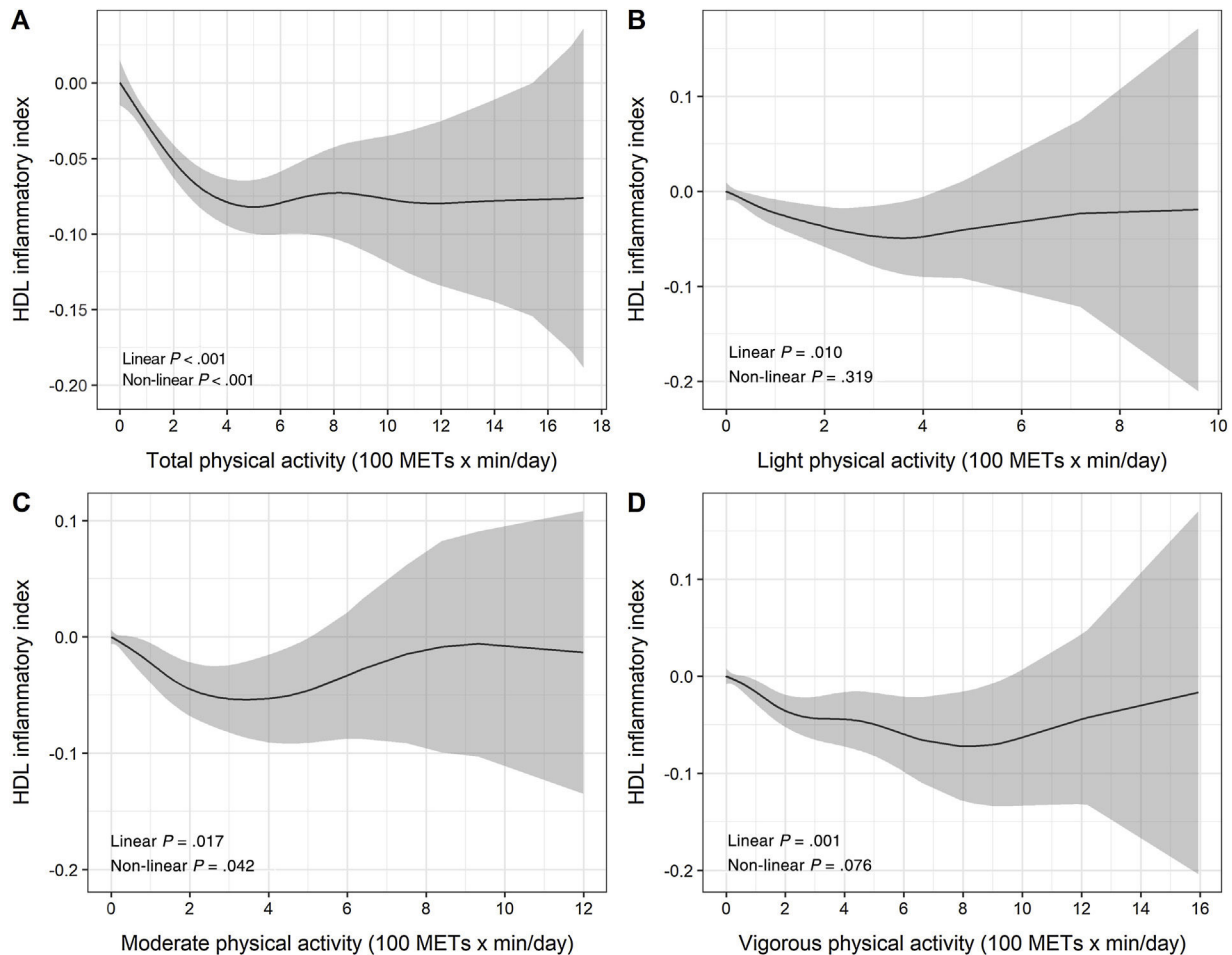 A
HDL inflammatory index
0.00
-0.05
-0.10
-0.15
-0.20
Linear P < .001
Non-linear P < .001
0 2 4 6 8 10 12 14 16 18
Total physical activity (100 METs x min/day)
B
HDL inflammatory index
0.1
0.0
-0.1
-0.2
Linear P = .010
Non-linear P = .319
0 2 4 6 8 10
Light physical activity (100 METs x min/day)
C
HDL inflammatory index
0.1
0.0
-0.1
-0.2
Linear P = .017
Non-linear P = .042
0 2 4 6 8 10 12
Moderate physical activity (100 METs x min/day)
D
HDL inflammatory index
0.1
0.0
-0.1
-0.2
Linear P = .001
Non-linear P = .076
0 2 4 6 8 10 12 14 16
Vigorous physical activity (100 METs x min/day)